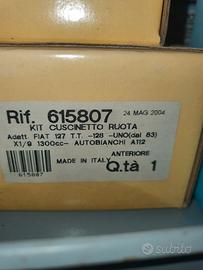 Rif. 615807
24 MAG 2004
KIT CUSCINETTO RUOTA
Adatt. FIAT 127 T.T. -128 -UNO(dal 83)
X1/9 1300cc- AUTOBIANCHI A112
ANTERIORE
MADE IN ITALY
Q.tà 1
615807
subito